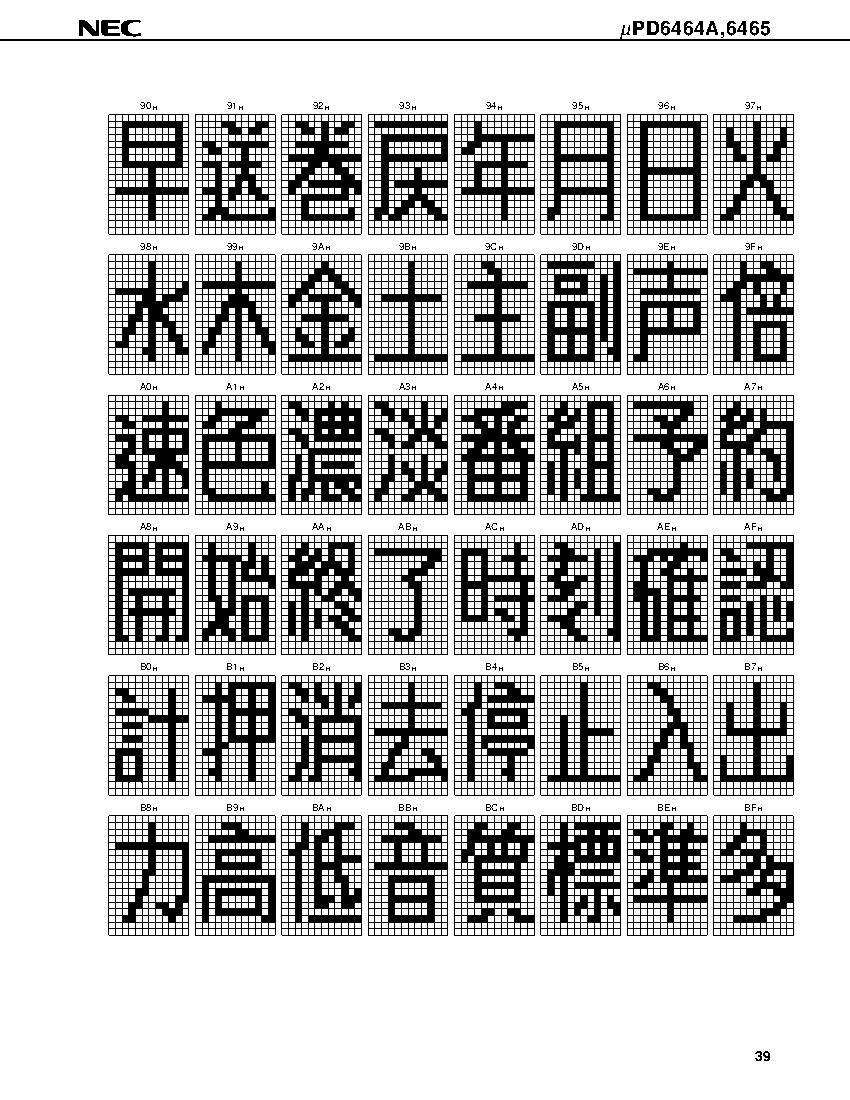 NEC
μPD6464A,6465
90H 91H 92H 93H 94H 95H 96H 97H
早 送 巻 戻 年 月 日 火
98H 99H 9AH 9BH 9CH 9DH 9EH 9FH
水 木 金 土 主 副 声 倍
A0H A1H A2H A3H A4H A5H A6H A7H
速 色 濃 淡 番 組 予 約
A8H A9H AAH ABH ACH ADH AEH AFH
開 始 終 了 時 刻 確 認
B0H B1H B2H B3H B4H B5H B6H B7H
計 押 消 去 停 止 入 出
B8H B9H BAH BBH BCH BDH BEH BFH
力 高 低 音 質 標 準 多
39